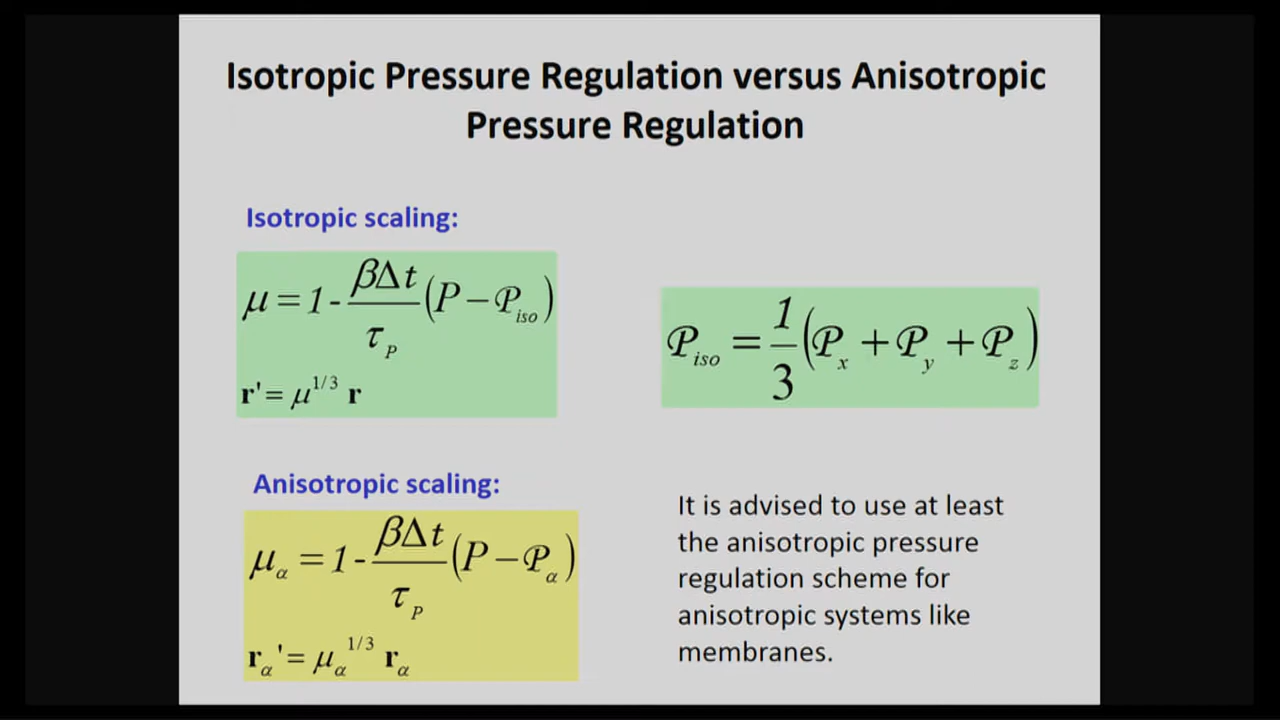 Isotropic Pressure Regulation versus Anisotropic
Pressure Regulation
Isotropic scaling:
μ = 1 - βΔt/τ_P (P − 𝒫_iso)
r' = μ^1/3 r
𝒫_iso = 1/3 (𝒫_x + 𝒫_y + 𝒫_z)
Anisotropic scaling:
μ_α = 1 - βΔt/τ_P (P − 𝒫_α)
r_α' = μ_α^1/3 r_α
It is advised to use at least
the anisotropic pressure
regulation scheme for
anisotropic systems like
membranes.